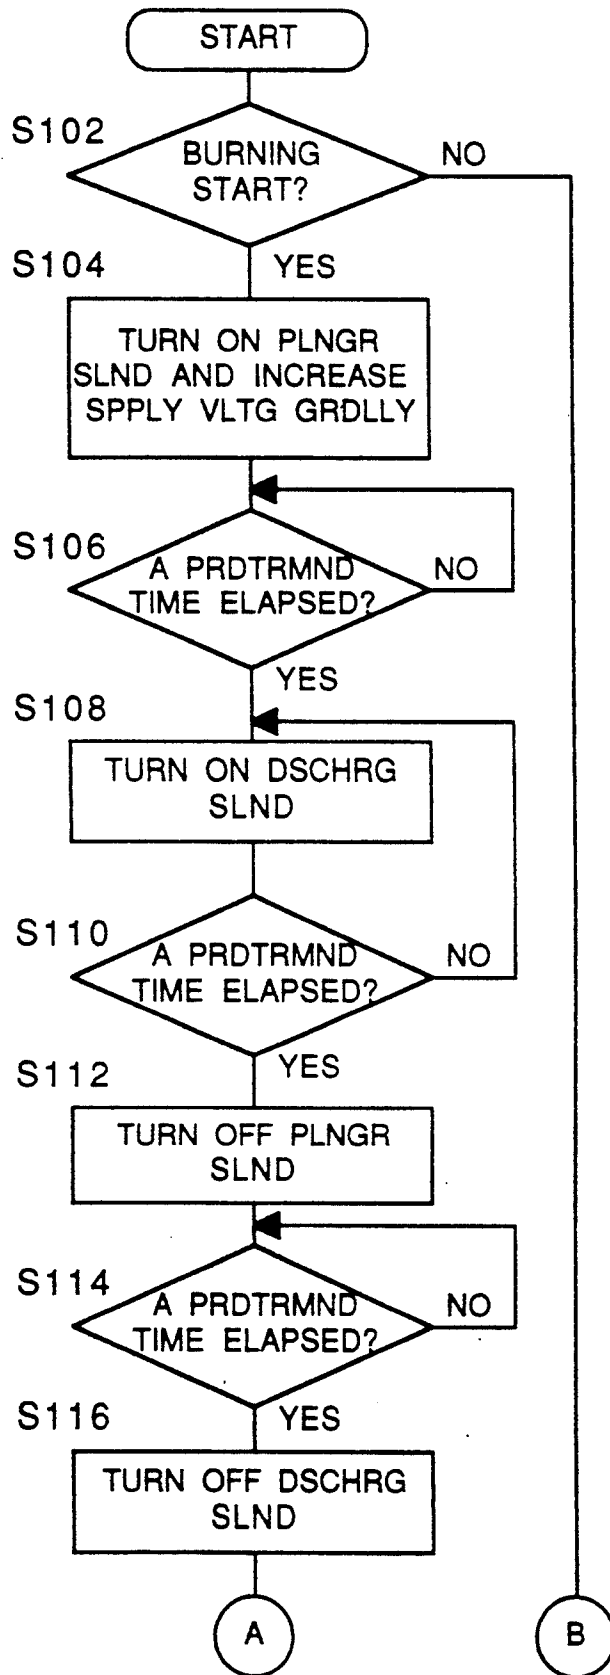 START
S102
BURNING
START?
NO
S104
YES
TURN ON PLNGR
SLND AND INCREASE
SPPLY VLTG GRDLLY
S106
A PRDTRMND
TIME ELAPSED?
NO
YES
S108
TURN ON DSCHRG
SLND
S110
A PRDTRMND
TIME ELAPSED?
NO
YES
S112
TURN OFF PLNGR
SLND
S114
A PRDTRMND
TIME ELAPSED?
NO
S116
YES
TURN OFF DSCHRG
SLND
A
B